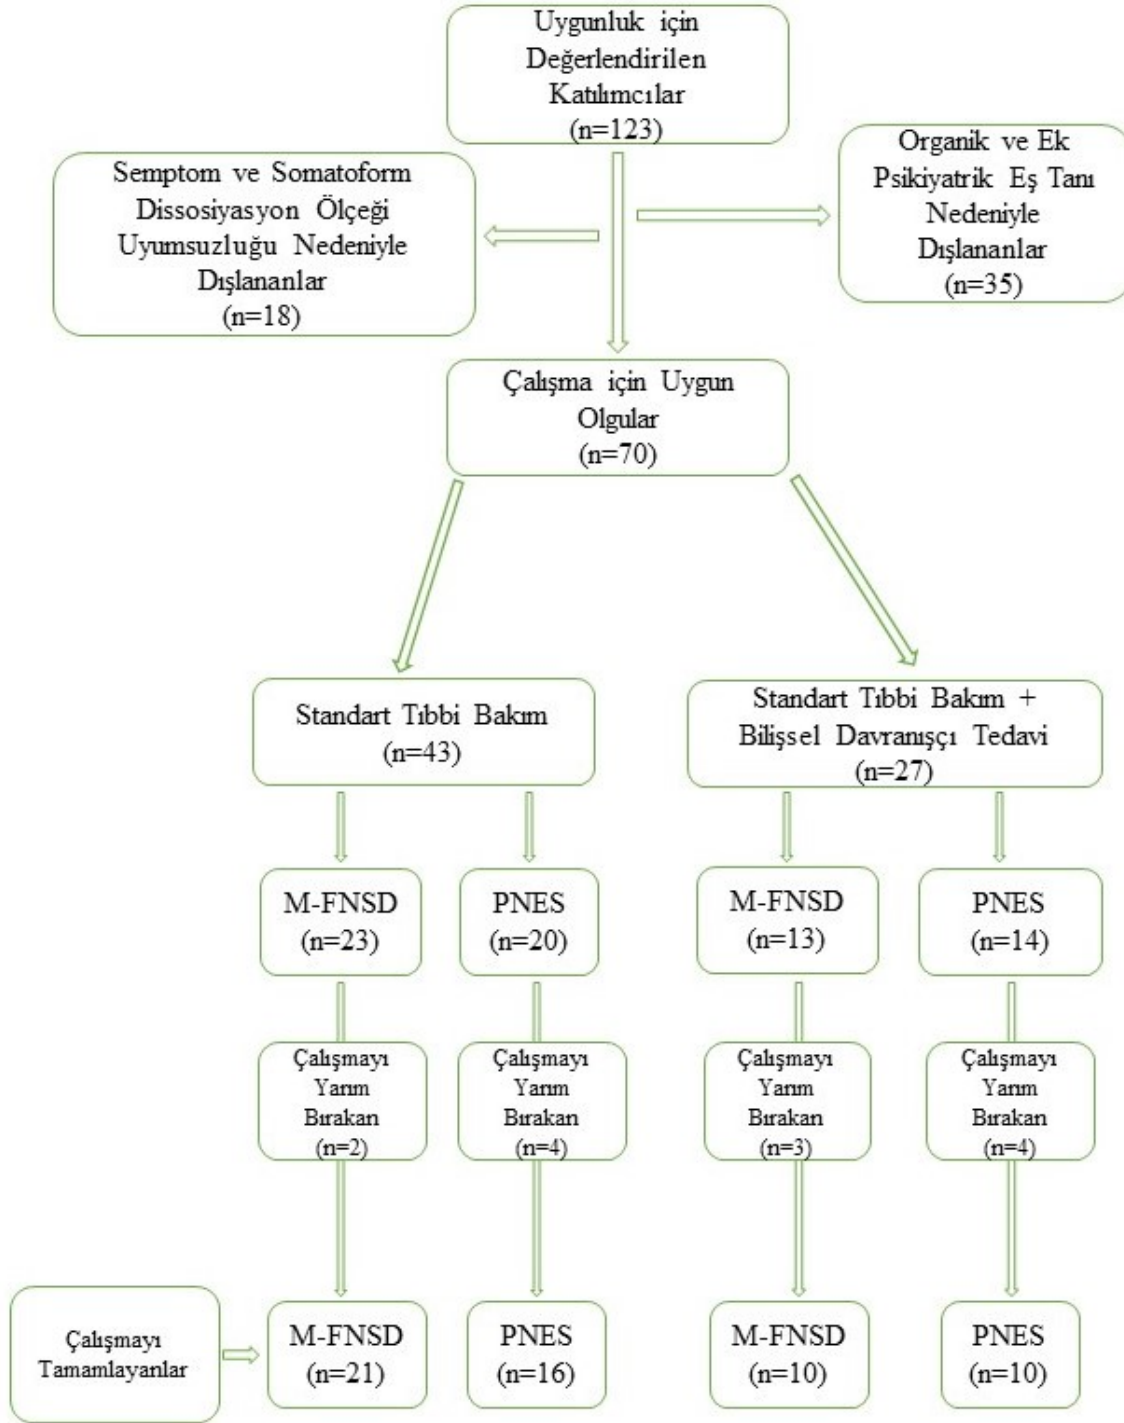 Uygunluk için
Değerlendirilen
Katılımcılar
(n=123)
Semptom ve Somatoform
Dissosiyasyon Ölçeği
Uyumsuzluğu Nedeniyle
Dışlananlar
(n=18)
Organik ve Ek
Psikiyatrik Eş Tanı
Nedeniyle
Dışlananlar
(n=35)
Çalışma için Uygun
Olgular
(n=70)
Standart Tıbbi Bakım
(n=43)
Standart Tıbbi Bakım +
Bilişsel Davranışçı Tedavi
(n=27)
M-FNSD
(n=23)
PNES
(n=20)
M-FNSD
(n=13)
PNES
(n=14)
Çalışmayı
Yarım
Bırakan
(n=2)
Çalışmayı
Yarım
Bırakan
(n=4)
Çalışmayı
Yarım
Bırakan
(n=3)
Çalışmayı
Yarım
Bırakan
(n=4)
Çalışmayı
Tamamlayanlar
M-FNSD
(n=21)
PNES
(n=16)
M-FNSD
(n=10)
PNES
(n=10)